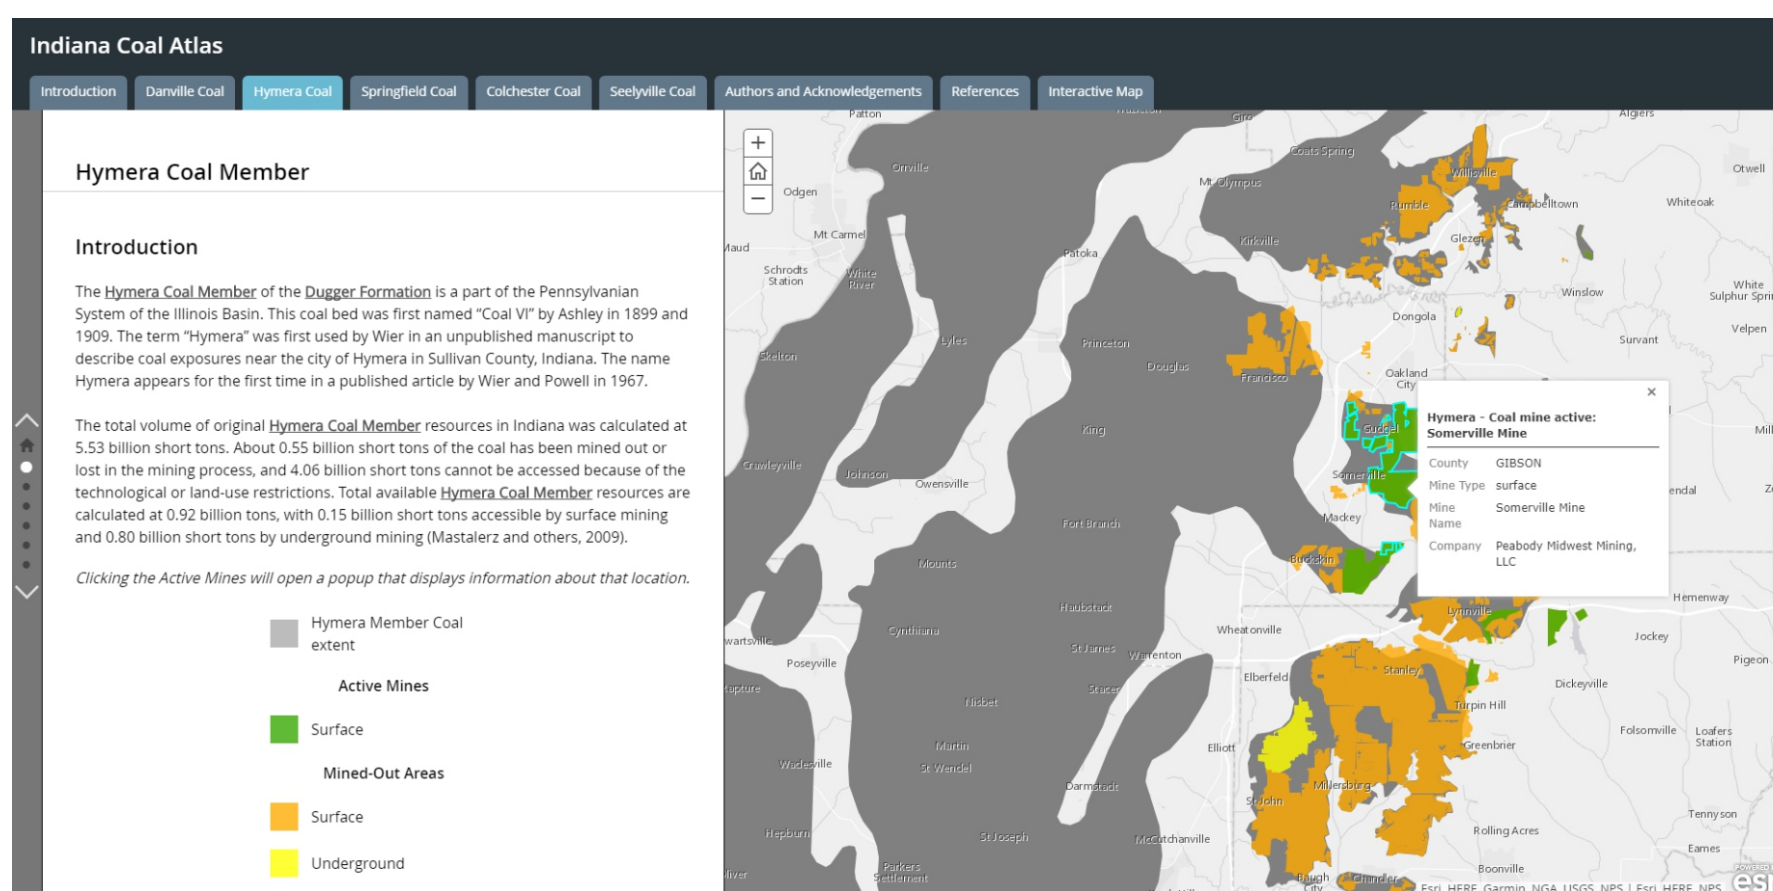 Indiana Coal Atlas
Introduction
Danville Coal
Hymera Coal
Springfield Coal
Colchester Coal
Seelyville Coal
Authors and Acknowledgements
References
Interactive Map
Hymera Coal Member
Introduction
The Hymera Coal Member of the Dugger Formation is a part of the Pennsylvanian
System of the Illinois Basin. This coal bed was first named “Coal VI” by Ashley in 1899 and
1909. The term “Hymera” was first used by Wier in an unpublished manuscript to
describe coal exposures near the city of Hymera in Sullivan County, Indiana. The name
Hymera appears for the first time in a published article by Wier and Powell in 1967.
The total volume of original Hymera Coal Member resources in Indiana was calculated at
5.53 billion short tons. About 0.55 billion short tons of the coal has been mined out or
lost in the mining process, and 4.06 billion short tons cannot be accessed because of the
technological or land-use restrictions. Total available Hymera Coal Member resources are
calculated at 0.92 billion tons, with 0.15 billion short tons accessible by surface mining
and 0.80 billion short tons by underground mining (Mastalerz and others, 2009).
Clicking the Active Mines will open a popup that displays information about that location.
Hymera Member Coal
extent
Active Mines
Surface
Mined-Out Areas
Surface
Underground
+
−
Patton
Giro
Algiers
Coats Spring
Orrville
Willisville
Otwell
Odgen
Mt Olympus
Rumble
Campbelltown
Whiteoak
Mt Carmel
Maud
Kirkville
Glezen
Patoka
Schrodts
Station
White
River
Winslow
White
Sulphur Spri
Dongola
Velpen
Lyles
Princeton
Survant
Skelton
Douglas
Francisco
Oakland
City
King
Gudgel
Mill
Crawleyville
Johnson
Owensville
Somerville
endal
Fort Branch
Mackey
Mounts
Buckskin
Hemenway
Haubstadt
Lynnville
Cynthiana
Wheatonville
Jockey
wartsville
St James
Warrenton
Poseyville
Stanley
Pigeon
Elberfeld
Dickeyville
Stacer
Nisbet
Turpin Hill
Folsomville
Loafers
Station
Martin
Elliott
Greenbrier
Wadesville
St Wendel
Darmstadt
Millersburg
St John
Tennyson
Hepburn
St Joseph
McCutchanville
Rolling Acres
Eames
Parkers
Settlement
Boonville
Baugh
City
Chandler
×
Hymera - Coal mine active:
Somerville Mine
County GIBSON
Mine Type surface
Mine Somerville Mine
Name
Company Peabody Midwest Mining,
LLC
POWERED
esri
Esri, HERE, Garmin, NGA, USGS, NPS | Esri, HERE, NPS